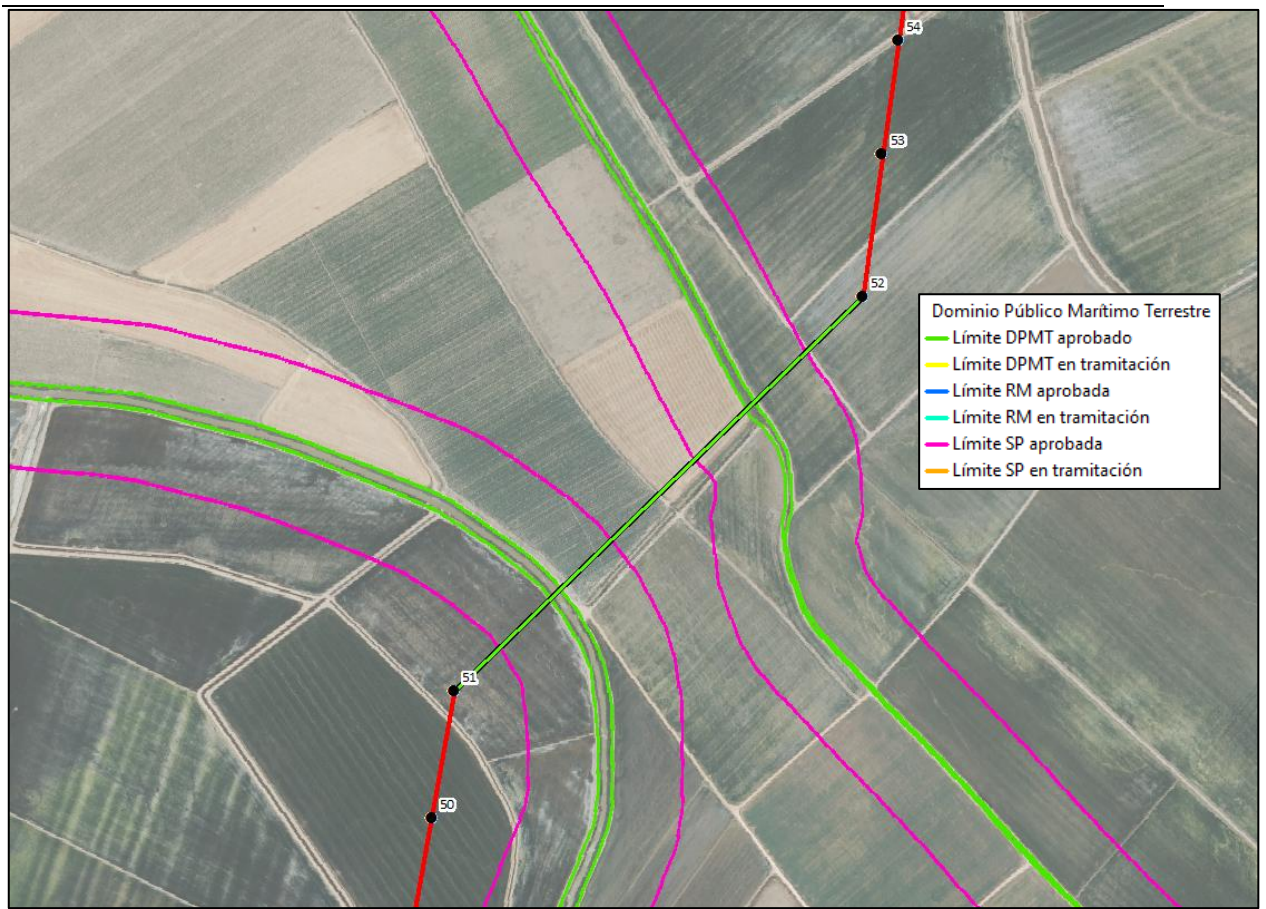 54
53
52
Dominio Público Marítimo Terrestre
Límite DPMT aprobado
Límite DPMT en tramitación
Límite RM aprobada
Límite RM en tramitación
Límite SP aprobada
Límite SP en tramitación
51
50